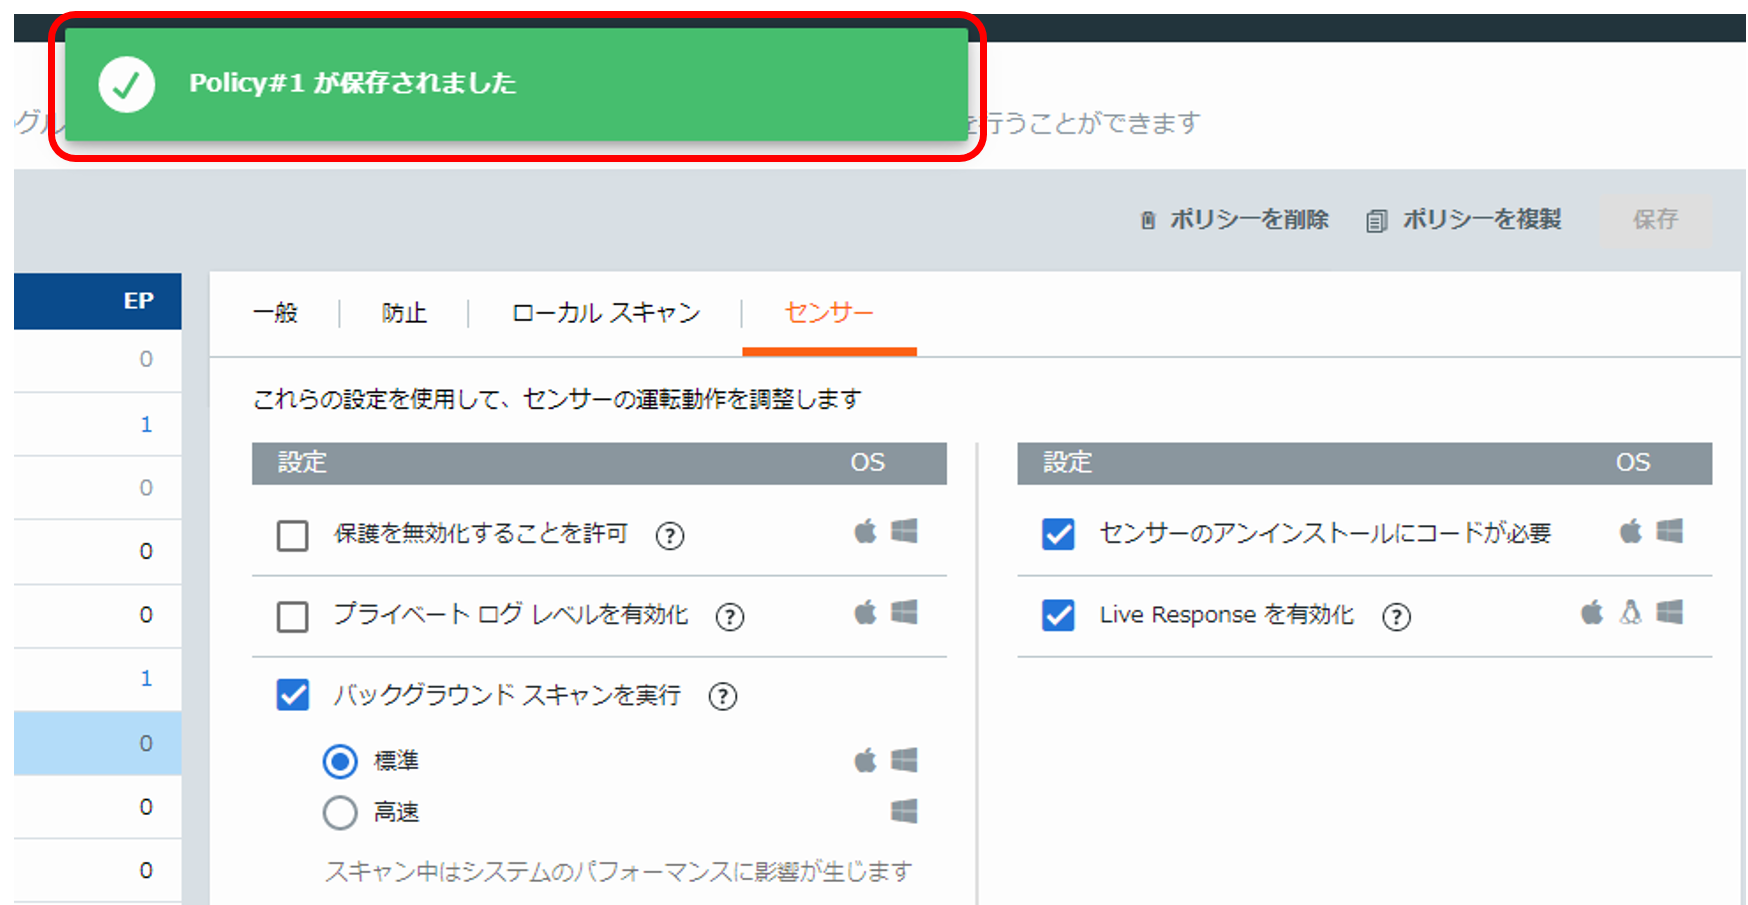 Policy#1 が保存されました
を行うことができます
ポリシーを削除
ポリシーを複製
保存
EP
0
1
0
0
0
1
0
0
0
一般
防止
ローカル スキャン
センサー
これらの設定を使用して、センサーの運転動作を調整します
設定 OS
保護を無効化することを許可 ?
プライベート ログ レベルを有効化 ?
バックグラウンド スキャンを実行 ?
標準
高速
スキャン中はシステムのパフォーマンスに影響が生じます
設定 OS
センサーのアンインストールにコードが必要
Live Response を有効化 ?